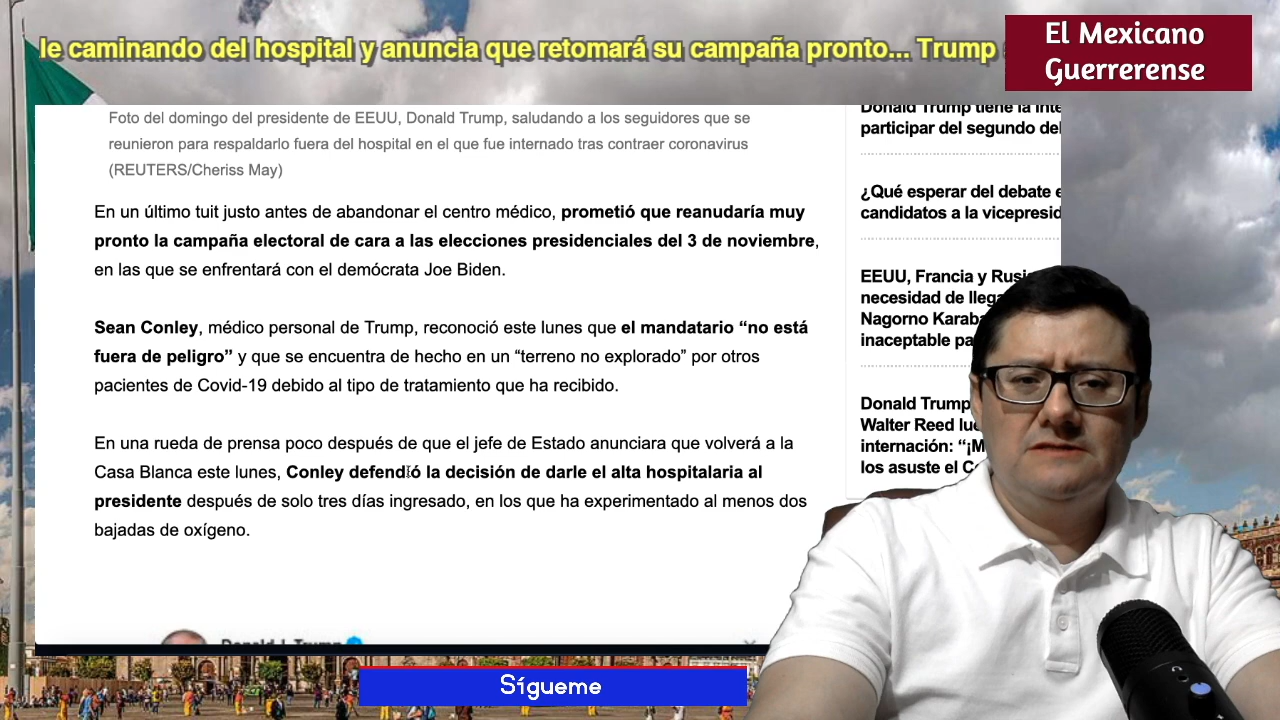 le caminando del hospital y anuncia que retomará su campaña pronto... Trump
El Mexicano
Guerrerense
Foto del domingo del presidente de EEUU, Donald Trump, saludando a los seguidores que se
reunieron para respaldarlo fuera del hospital en el que fue internado tras contraer coronavirus
(REUTERS/Cheriss May)
En un último tuit justo antes de abandonar el centro médico, prometió que reanudaría muy
pronto la campaña electoral de cara a las elecciones presidenciales del 3 de noviembre,
en las que se enfrentará con el demócrata Joe Biden.
Sean Conley, médico personal de Trump, reconoció este lunes que el mandatario “no está
fuera de peligro” y que se encuentra de hecho en un “terreno no explorado” por otros
pacientes de Covid-19 debido al tipo de tratamiento que ha recibido.
En una rueda de prensa poco después de que el jefe de Estado anunciara que volverá a la
Casa Blanca este lunes, Conley defendió la decisión de darle el alta hospitalaria al
presidente después de solo tres días ingresado, en los que ha experimentado al menos dos
bajadas de oxígeno.
Donald J. Trump
Donald Trump tiene la inte
participar del segundo de
¿Qué esperar del debate e
candidatos a la vicepresid
EEUU, Francia y Rusi
necesidad de llega
Nagorno Karaba
inaceptable pa
Donald Trump
Walter Reed lue
internación: “¡M
los asuste el Co
Sígueme